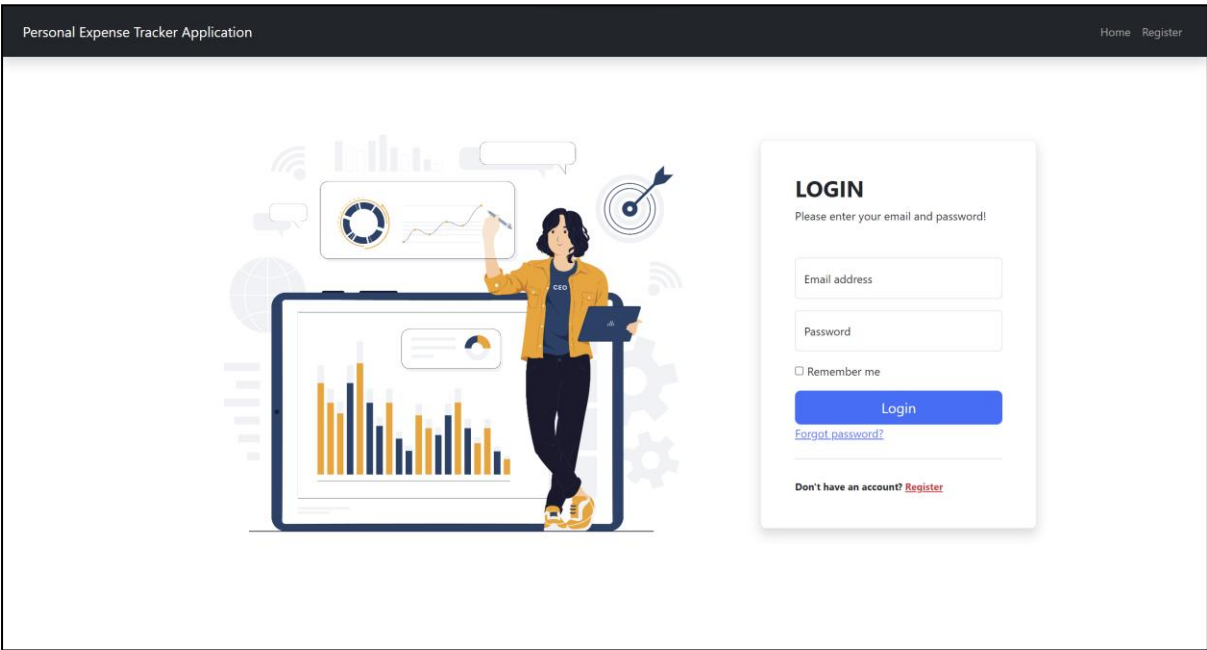 Personal Expense Tracker Application
Home Register
LOGIN
Please enter your email and password!
CEO
Email address
Password
Remember me
Login
Forgot password?
Don't have an account? Register